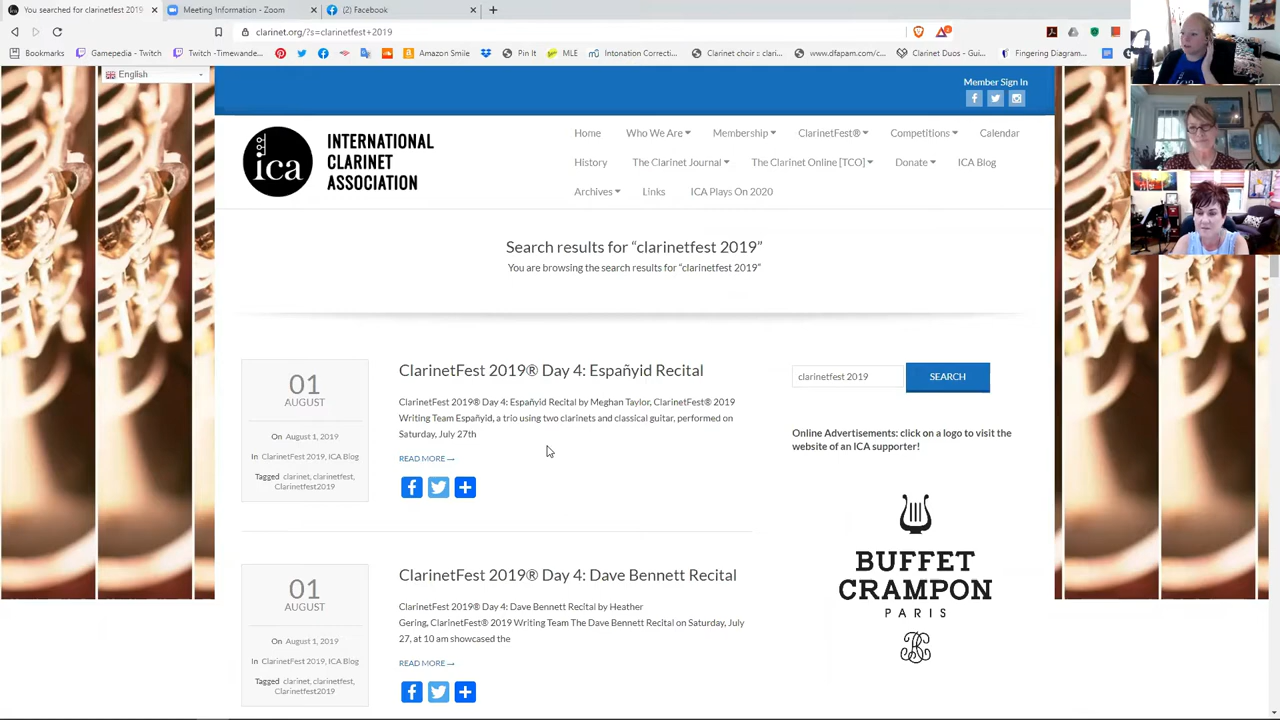 You searched for clarinetfest 2019
Meeting Information - Zoom
(2) Facebook
clarinet.org/?s=clarinetfest+2019
Bookmarks
Gamepedia - Twitch
Twitch -Timewande...
Amazon Smile
Pin It
MLE
Intonation Correcti...
Clarinet choir :: clari...
www.dfapam.com/c...
Clarinet Duos - Gui...
Fingering Diagram...
English
Member Sign In
ica
INTERNATIONAL
CLARINET
ASSOCIATION
Home
Who We Are
Membership
ClarinetFest®
Competitions
Calendar
History
The Clarinet Journal
The Clarinet Online [TCO]
Donate
ICA Blog
Archives
Links
ICA Plays On 2020
Search results for “clarinetfest 2019”
You are browsing the search results for “clarinetfest 2019”
01
AUGUST
On August 1, 2019
In ClarinetFest 2019, ICA Blog
Tagged clarinet, clarinetfest,
Clarinetfest2019
ClarinetFest 2019® Day 4: Españyid Recital
ClarinetFest 2019® Day 4: Españyid Recital by Meghan Taylor, ClarinetFest® 2019
Writing Team Españyid, a trio using two clarinets and classical guitar, performed on
Saturday, July 27th
READ MORE →
clarinetfest 2019
SEARCH
Online Advertisements: click on a logo to visit the
website of an ICA supporter!
BUFFET
CRAMPON
PARIS
01
AUGUST
On August 1, 2019
In ClarinetFest 2019, ICA Blog
Tagged clarinet, clarinetfest,
Clarinetfest2019
ClarinetFest 2019® Day 4: Dave Bennett Recital
ClarinetFest 2019® Day 4: Dave Bennett Recital by Heather
Gering, ClarinetFest® 2019 Writing Team The Dave Bennett Recital on Saturday, July
27, at 10 am showcased the
READ MORE →